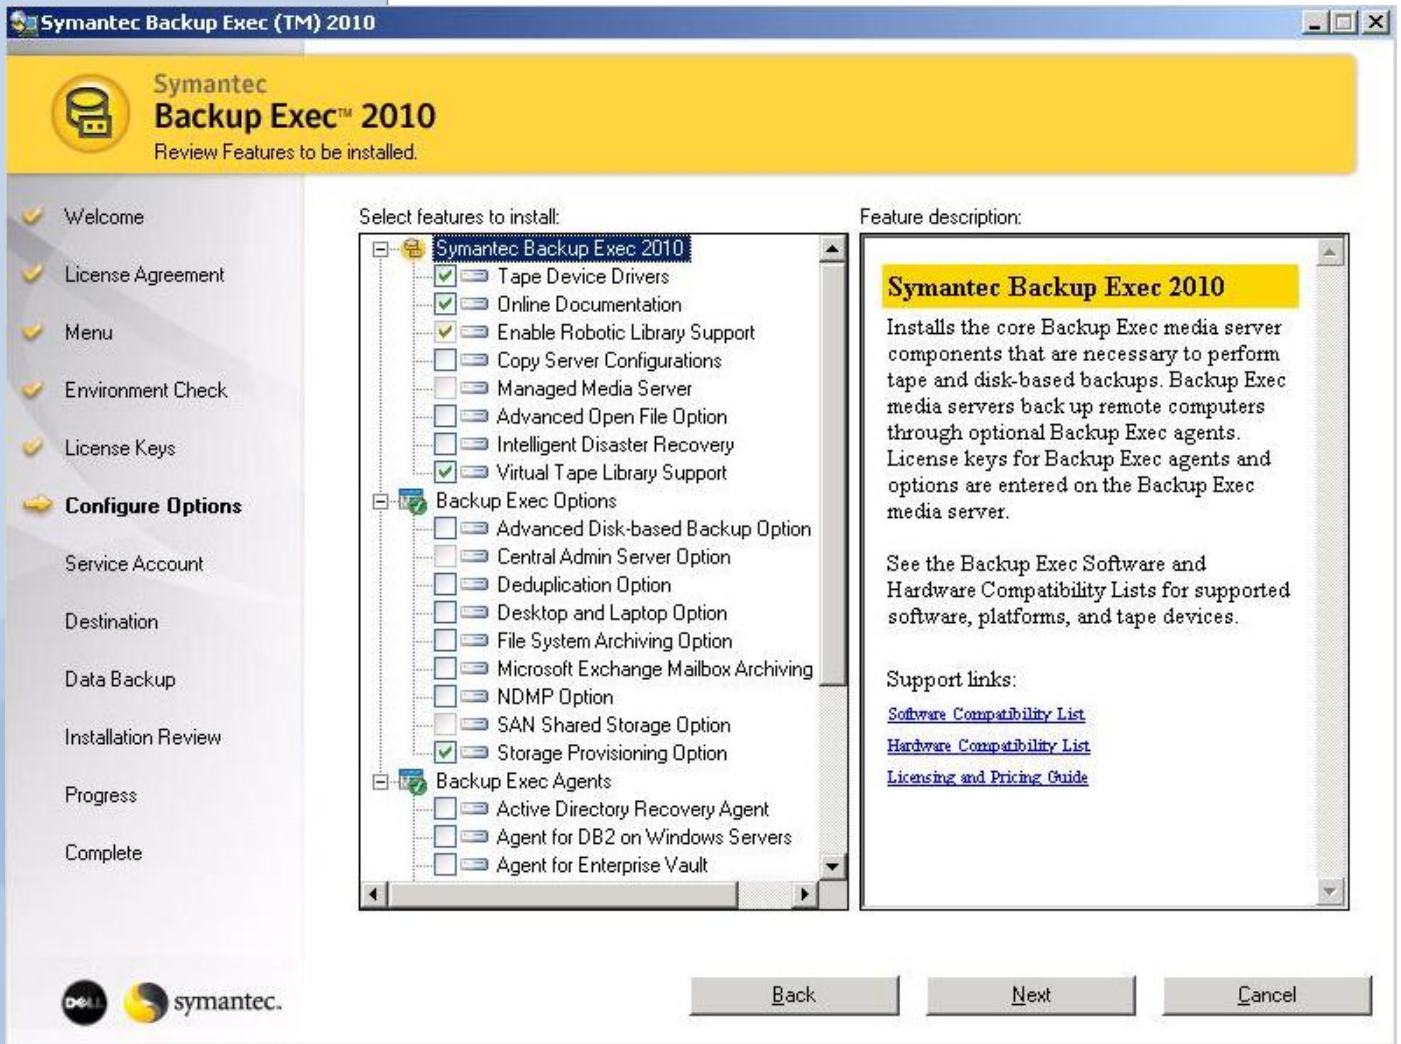 Symantec Backup Exec (TM) 2010
Symantec
Backup Exec™ 2010
Review Features to be installed.
Welcome
License Agreement
Menu
Environment Check
License Keys
Configure Options
Service Account
Destination
Data Backup
Installation Review
Progress
Complete
Select features to install:
Symantec Backup Exec 2010
Tape Device Drivers
Online Documentation
Enable Robotic Library Support
Copy Server Configurations
Managed Media Server
Advanced Open File Option
Intelligent Disaster Recovery
Virtual Tape Library Support
Backup Exec Options
Advanced Disk-based Backup Option
Central Admin Server Option
Deduplication Option
Desktop and Laptop Option
File System Archiving Option
Microsoft Exchange Mailbox Archiving
NDMP Option
SAN Shared Storage Option
Storage Provisioning Option
Backup Exec Agents
Active Directory Recovery Agent
Agent for DB2 on Windows Servers
Agent for Enterprise Vault
Feature description:
Symantec Backup Exec 2010
Installs the core Backup Exec media server
components that are necessary to perform
tape and disk-based backups. Backup Exec
media servers back up remote computers
through optional Backup Exec agents.
License keys for Backup Exec agents and
options are entered on the Backup Exec
media server.
See the Backup Exec Software and
Hardware Compatibility Lists for supported
software, platforms, and tape devices.
Support links:
Software Compatibility List
Hardware Compatibility List
Licensing and Pricing Guide
DELL
symantec.
Back
Next
Cancel